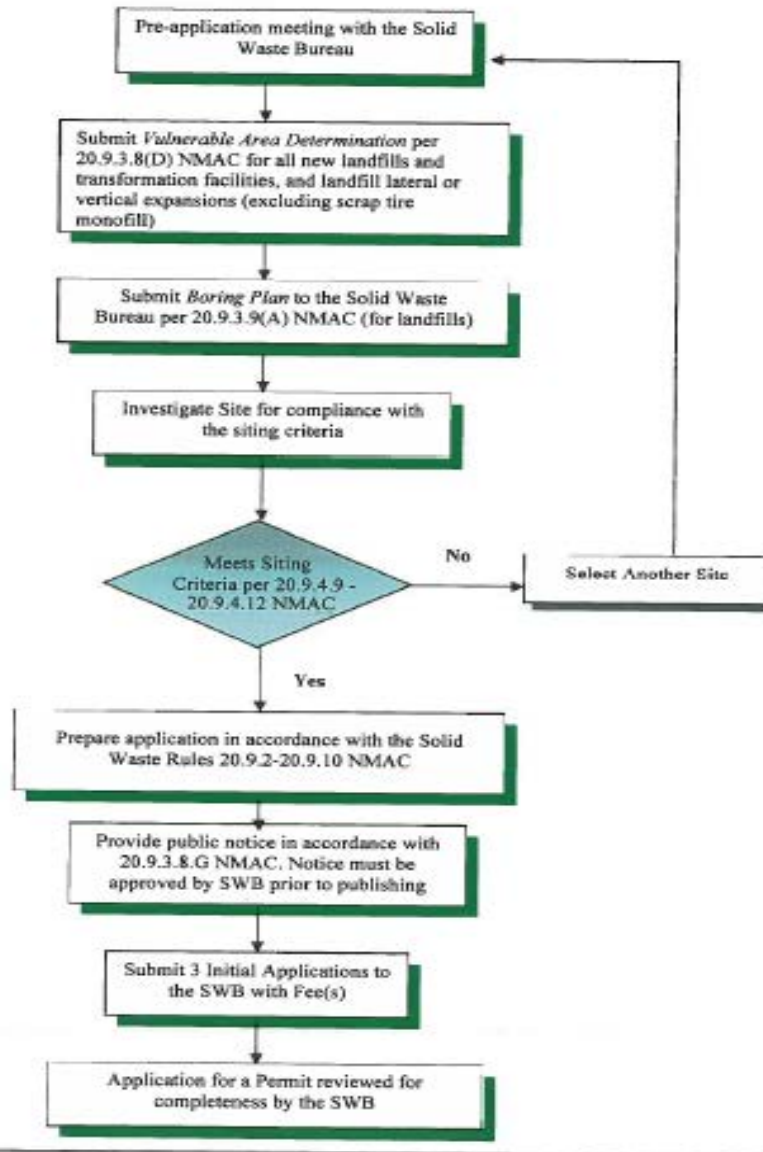 Pre-application meeting with the Solid
Waste Bureau
Submit Vulnerable Area Determination per
20.9.3.8(D) NMAC for all new landfills and
transformation facilities, and landfill lateral or
vertical expansions (excluding scrap tire
monofill)
Submit Boring Plan to the Solid Waste
Bureau per 20.9.3.9(A) NMAC (for landfills)
Investigate Site for compliance with
the siting criteria
Meets Siting
Criteria per 20.9.4.9 -
20.9.4.12 NMAC
No
Select Another Site
Yes
Prepare application in accordance with the Solid
Waste Rules 20.9.2-20.9.10 NMAC
Provide public notice in accordance with
20.9.3.8.G NMAC. Notice must be
approved by SWB prior to publishing
Submit 3 Initial Applications to
the SWB with Fee(s)
Application for a Permit reviewed for
completeness by the SWB